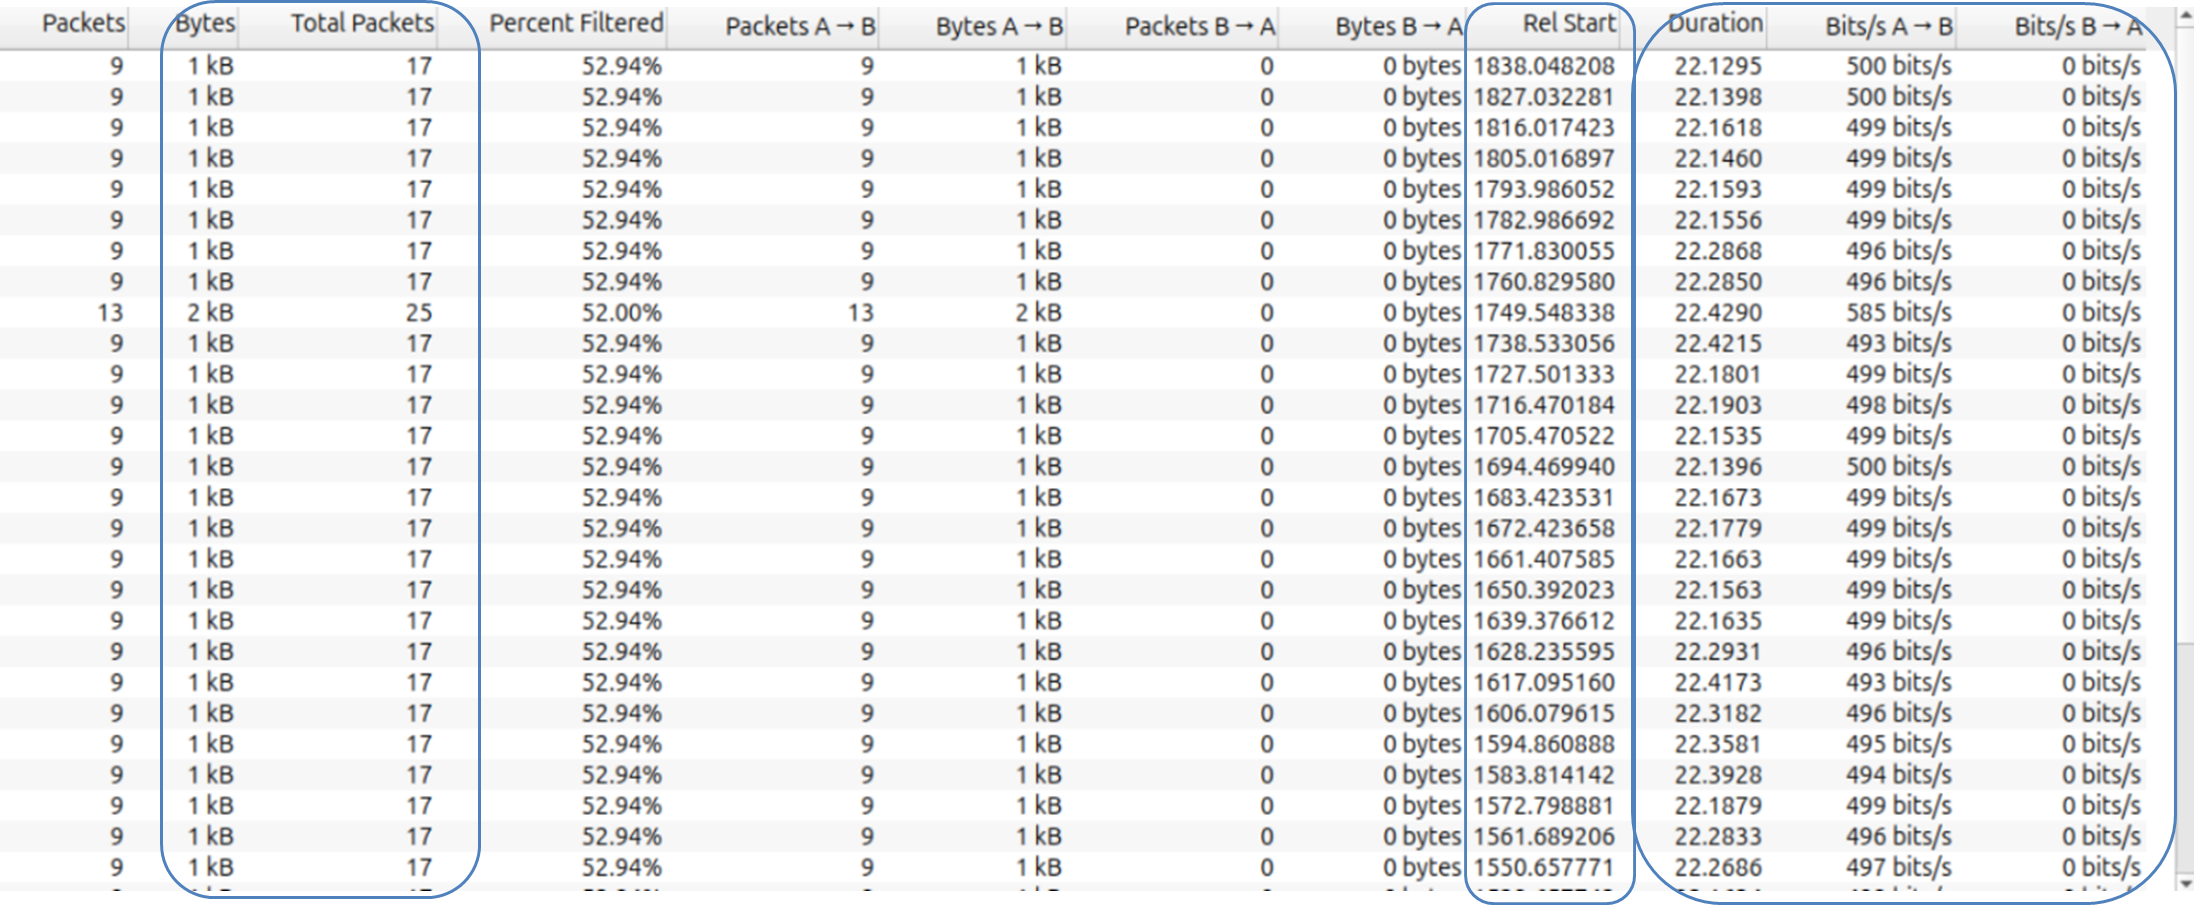 Packets Bytes Total Packets Percent Filtered Packets A → B Bytes A → B Packets B → A Bytes B → A Rel Start Duration Bits/s A → B Bits/s B → A
9 1 kB 17 52.94% 9 1 kB 0 0 bytes 1838.048208 22.1295 500 bits/s 0 bits/s
9 1 kB 17 52.94% 9 1 kB 0 0 bytes 1827.032281 22.1398 500 bits/s 0 bits/s
9 1 kB 17 52.94% 9 1 kB 0 0 bytes 1816.017423 22.1618 499 bits/s 0 bits/s
9 1 kB 17 52.94% 9 1 kB 0 0 bytes 1805.016897 22.1460 499 bits/s 0 bits/s
9 1 kB 17 52.94% 9 1 kB 0 0 bytes 1793.986052 22.1593 499 bits/s 0 bits/s
9 1 kB 17 52.94% 9 1 kB 0 0 bytes 1782.986692 22.1556 499 bits/s 0 bits/s
9 1 kB 17 52.94% 9 1 kB 0 0 bytes 1771.830055 22.2868 496 bits/s 0 bits/s
9 1 kB 17 52.94% 9 1 kB 0 0 bytes 1760.829580 22.2850 496 bits/s 0 bits/s
13 2 kB 25 52.00% 13 2 kB 0 0 bytes 1749.548338 22.4290 585 bits/s 0 bits/s
9 1 kB 17 52.94% 9 1 kB 0 0 bytes 1738.533056 22.4215 493 bits/s 0 bits/s
9 1 kB 17 52.94% 9 1 kB 0 0 bytes 1727.501333 22.1801 499 bits/s 0 bits/s
9 1 kB 17 52.94% 9 1 kB 0 0 bytes 1716.470184 22.1903 498 bits/s 0 bits/s
9 1 kB 17 52.94% 9 1 kB 0 0 bytes 1705.470522 22.1535 499 bits/s 0 bits/s
9 1 kB 17 52.94% 9 1 kB 0 0 bytes 1694.469940 22.1396 500 bits/s 0 bits/s
9 1 kB 17 52.94% 9 1 kB 0 0 bytes 1683.423531 22.1673 499 bits/s 0 bits/s
9 1 kB 17 52.94% 9 1 kB 0 0 bytes 1672.423658 22.1779 499 bits/s 0 bits/s
9 1 kB 17 52.94% 9 1 kB 0 0 bytes 1661.407585 22.1663 499 bits/s 0 bits/s
9 1 kB 17 52.94% 9 1 kB 0 0 bytes 1650.392023 22.1563 499 bits/s 0 bits/s
9 1 kB 17 52.94% 9 1 kB 0 0 bytes 1639.376612 22.1635 499 bits/s 0 bits/s
9 1 kB 17 52.94% 9 1 kB 0 0 bytes 1628.235595 22.2931 496 bits/s 0 bits/s
9 1 kB 17 52.94% 9 1 kB 0 0 bytes 1617.095160 22.4173 493 bits/s 0 bits/s
9 1 kB 17 52.94% 9 1 kB 0 0 bytes 1606.079615 22.3182 496 bits/s 0 bits/s
9 1 kB 17 52.94% 9 1 kB 0 0 bytes 1594.860888 22.3581 495 bits/s 0 bits/s
9 1 kB 17 52.94% 9 1 kB 0 0 bytes 1583.814142 22.3928 494 bits/s 0 bits/s
9 1 kB 17 52.94% 9 1 kB 0 0 bytes 1572.798881 22.1879 499 bits/s 0 bits/s
9 1 kB 17 52.94% 9 1 kB 0 0 bytes 1561.689206 22.2833 496 bits/s 0 bits/s
9 1 kB 17 52.94% 9 1 kB 0 0 bytes 1550.657771 22.2686 497 bits/s 0 bits/s